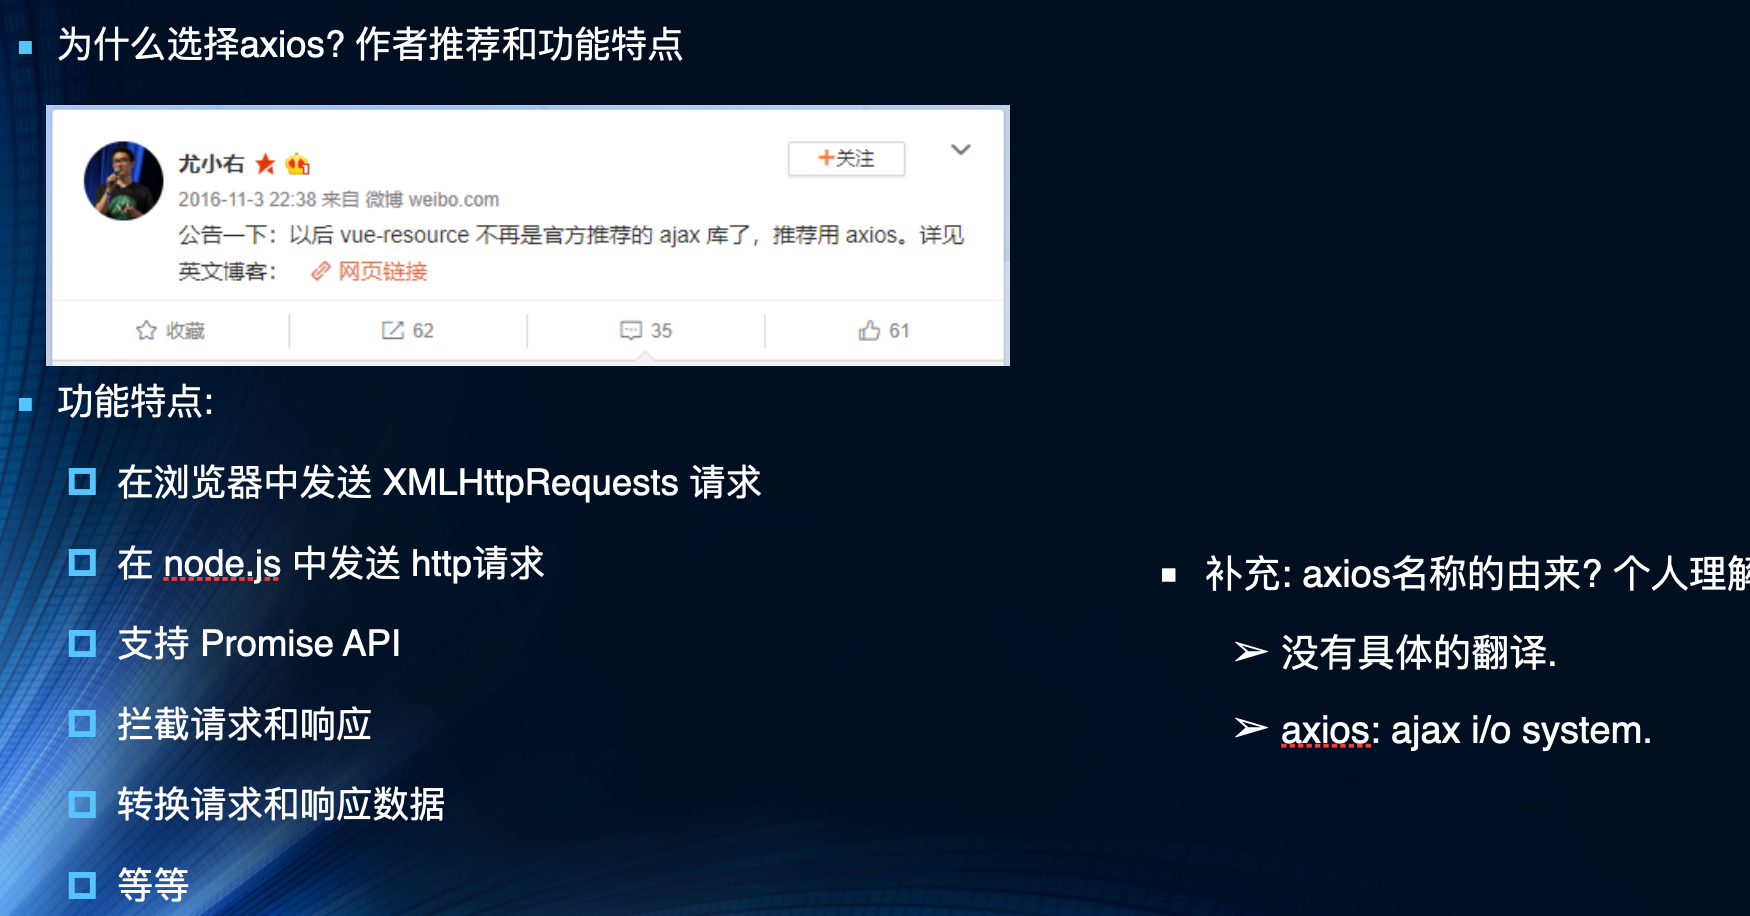 为什么选择axios? 作者推荐和功能特点
尤小右
+关注
2016-11-3 22:38 来自 微博 weibo.com
公告一下：以后 vue-resource 不再是官方推荐的 ajax 库了，推荐用 axios。详见
英文博客： 网页链接
收藏 62 35 61
功能特点:
在浏览器中发送 XMLHttpRequests 请求
在 node.js 中发送 http请求
支持 Promise API
拦截请求和响应
转换请求和响应数据
等等
补充: axios名称的由来? 个人理解
没有具体的翻译.
axios: ajax i/o system.